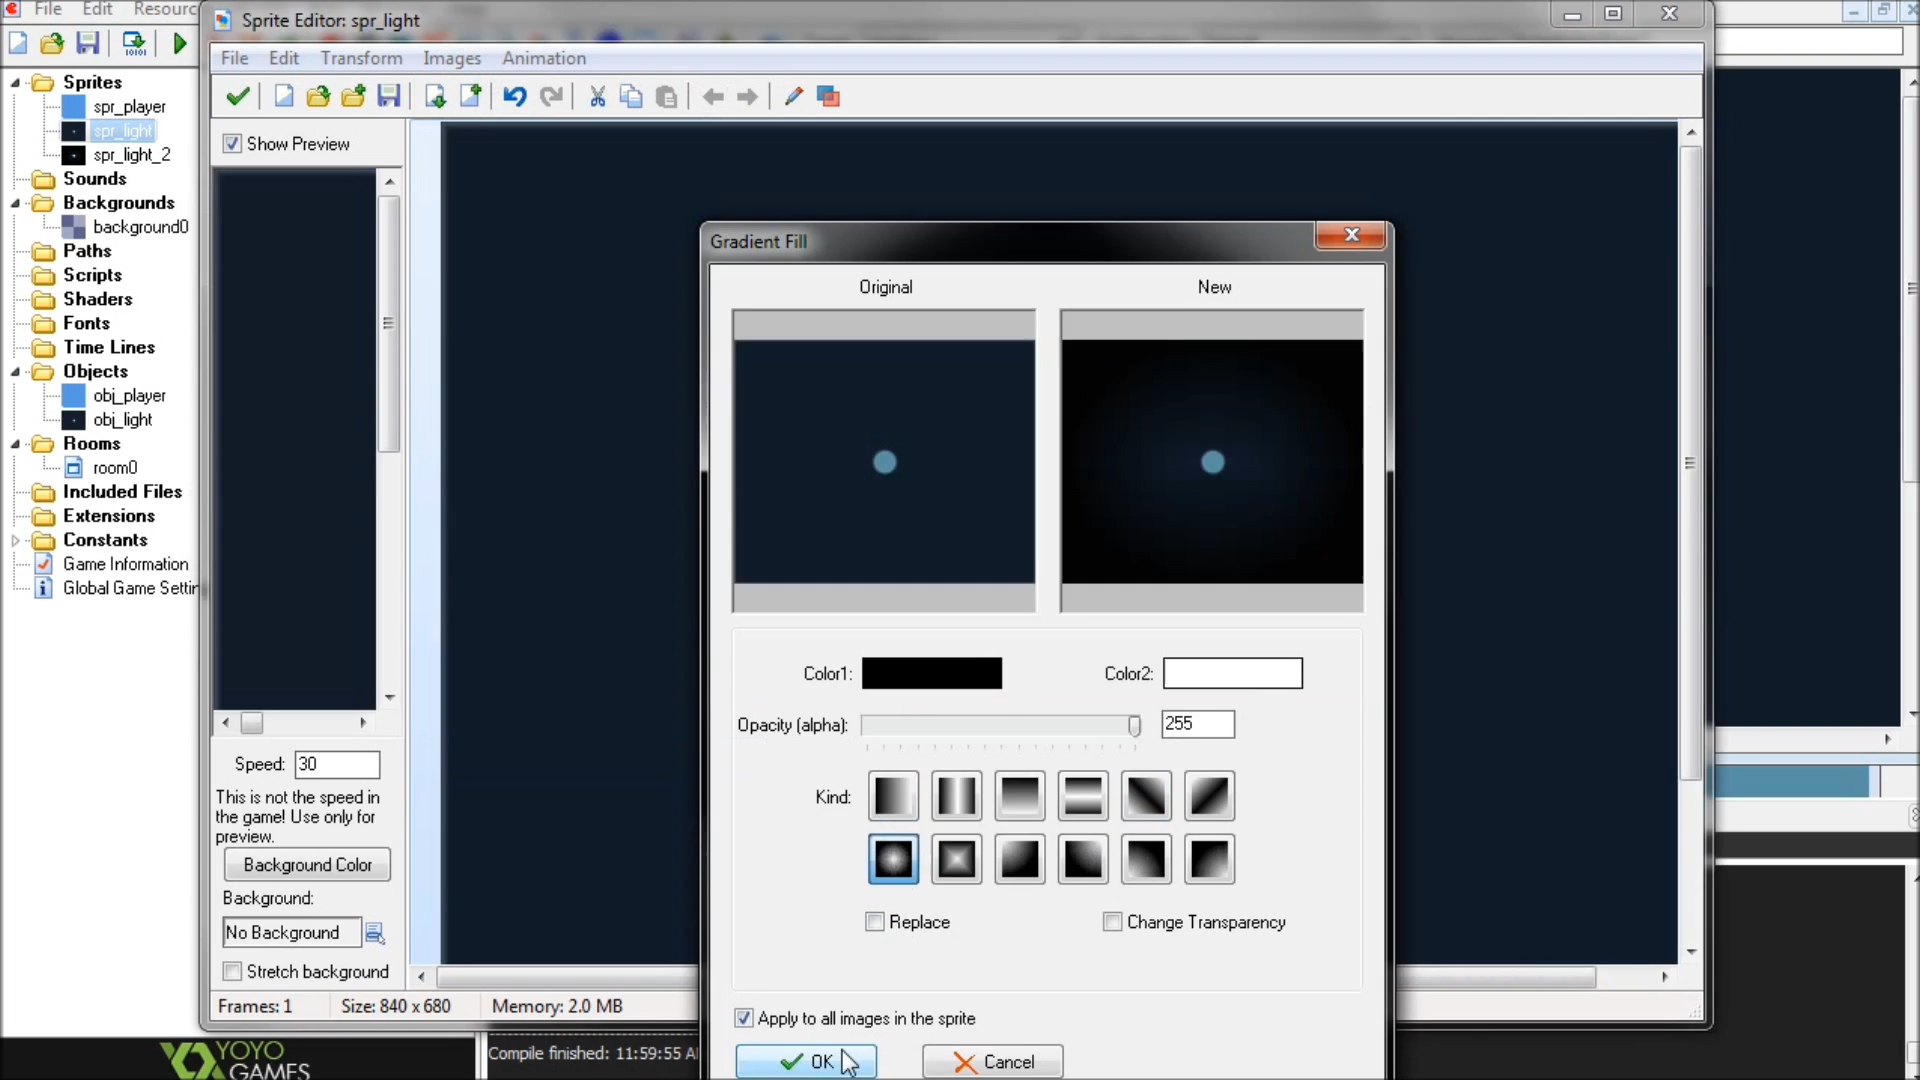 File Edit Resourc
Sprite Editor: spr_light
File Edit Transform Images Animation
Sprites
spr_player
spr_light
spr_light_2
Sounds
Backgrounds
background0
Paths
Scripts
Shaders
Fonts
Time Lines
Objects
obj_player
obj_light
Rooms
room0
Included Files
Extensions
Constants
Game Information
Global Game Settin
Show Preview
Speed: 30
This is not the speed in
the game! Use only for
preview.
Background Color
Background:
No Background
Stretch background
Frames: 1 Size: 840 x 680 Memory: 2.0 MB
Gradient Fill
Original New
Color1: Color2:
Opacity (alpha): 255
Kind:
Replace Change Transparency
Apply to all images in the sprite
OK Cancel
YOYO
GAMES
Compile finished: 11:59:55 A